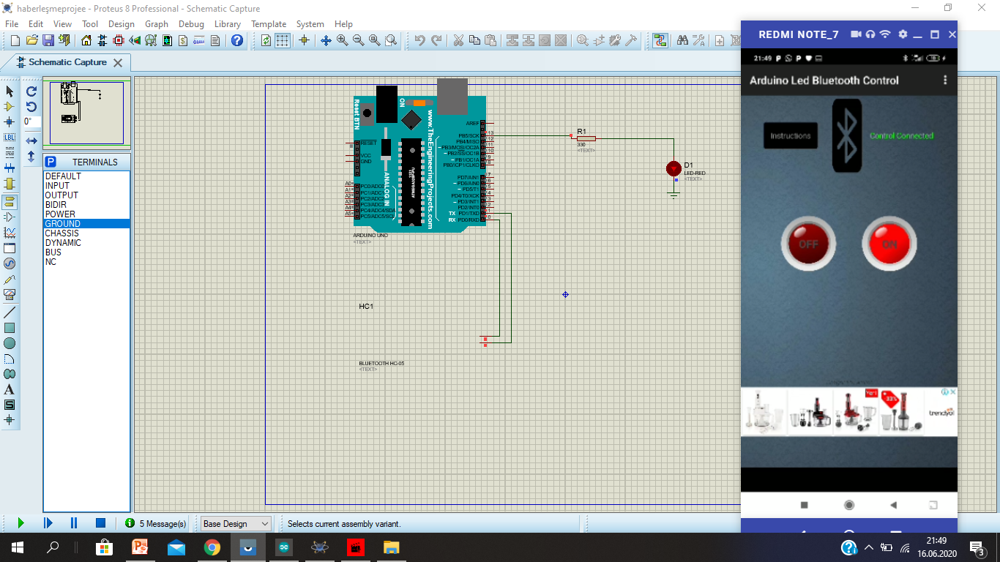 haberleşmeprojee - Proteus 8 Professional - Schematic Capture
File Edit View Tool Design Graph Debug Library Template System Help
Schematic Capture
0°
LBL
A
S
P TERMINALS
DEFAULT
INPUT
OUTPUT
BIDIR
POWER
GROUND
CHASSIS
DYNAMIC
BUS
NC
Reset BTN
ON
www.TheEngineeringProjects.com
ANALOG IN
RESET
VCC
GND
A0 PC0/ADC0
A1 PC1/ADC1
A2 PC2/ADC2
A3 PC3/ADC3
A4 PC4/ADC4/SDA
A5 PC5/ADC5/SCL
AREF
PB5/SCK 13
PB4/MISO 12
~PB3/MOSI/OC2A 11
~PB2/SS/OC1B 10
~PB1/OC1A 9
PB0/ICP1/CLKO 8
PD7/AIN1 7
~PD6/AIN0 6
~PD5/T1 5
PD4/T0/XCK 4
~PD3/INT1 3
PD2/INT0 2
TX PD1/TXD 1
RX PD0/RXD 0
ARDUINO UNO
<TEXT>
R1
330
<TEXT>
D1
LED-RED
<TEXT>
HC1
BLUETOOTH HC-05
<TEXT>
REDMI NOTE_7
21:49
Arduino Led Bluetooth Control
Instructions
Control Connected
OFF
ON
33%
trendyol
5 Message(s)
Base Design
Selects current assembly variant.
21:49
16.06.2020
3